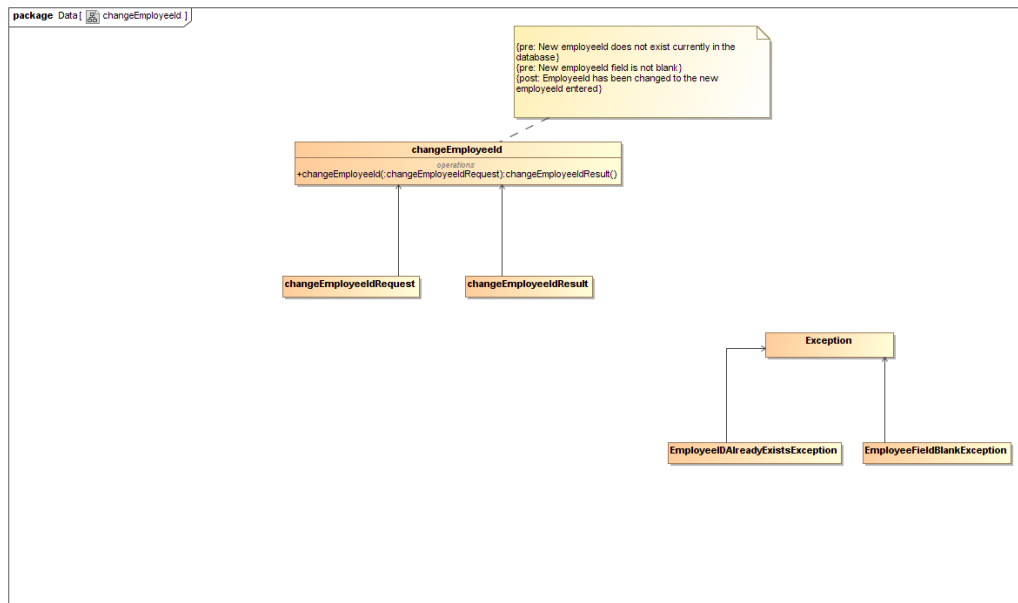 package Data [ changeEmployeeId ]
{pre: New employeeId does not exist currently in the
database}
{pre: New employeeId field is not blank}
{post: EmployeeId has been changed to the new
employeeId entered}
changeEmployeeId
operations
+changeEmployeeId(:changeEmployeeIdRequest):changeEmployeeIdResult()
changeEmployeeIdRequest
changeEmployeeIdResult
Exception
EmployeeIDAlreadyExistsException
EmployeeFieldBlankException